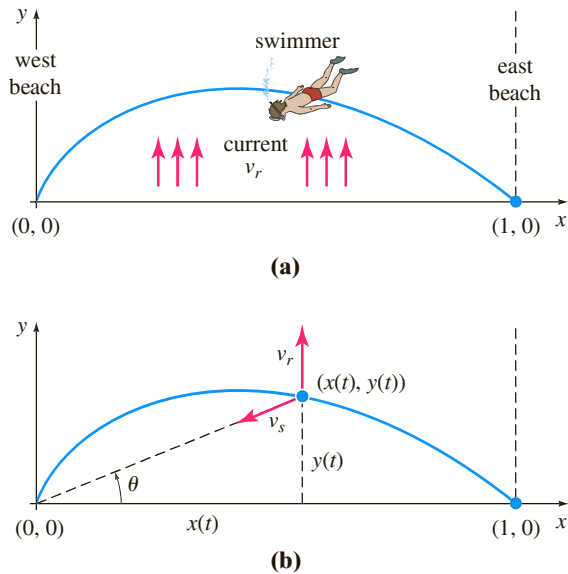 y
west
beach
swimmer
east
beach
current
v_r
(0, 0)
(1, 0)
x
(a)
y
v_r
(x(t), y(t))
v_s
y(t)
θ
(0, 0)
x(t)
(1, 0)
x
(b)